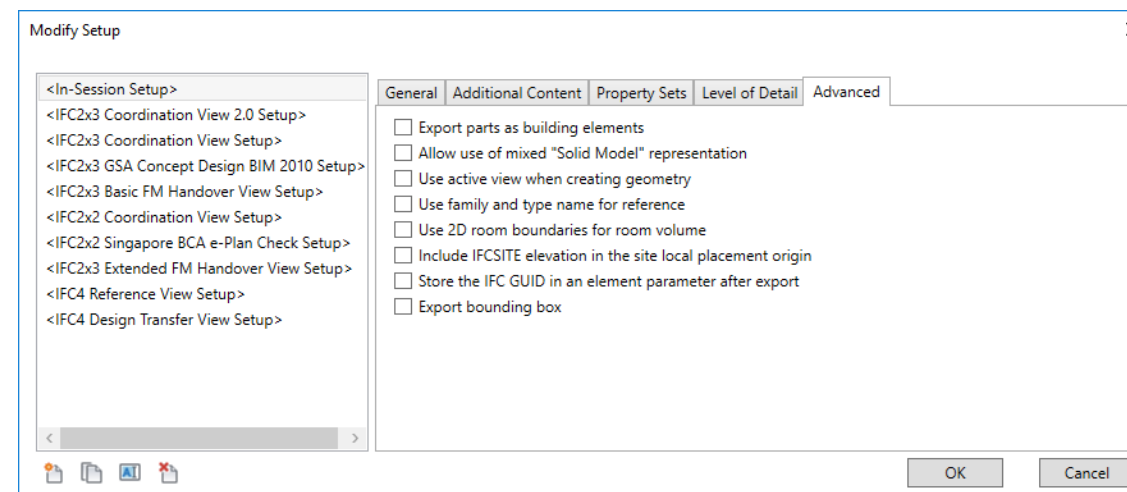 Modify Setup
<In-Session Setup>
<IFC2x3 Coordination View 2.0 Setup>
<IFC2x3 Coordination View Setup>
<IFC2x3 GSA Concept Design BIM 2010 Setup>
<IFC2x3 Basic FM Handover View Setup>
<IFC2x2 Coordination View Setup>
<IFC2x2 Singapore BCA e-Plan Check Setup>
<IFC2x3 Extended FM Handover View Setup>
<IFC4 Reference View Setup>
<IFC4 Design Transfer View Setup>
General Additional Content Property Sets Level of Detail Advanced
Export parts as building elements
Allow use of mixed "Solid Model" representation
Use active view when creating geometry
Use family and type name for reference
Use 2D room boundaries for room volume
Include IFCSITE elevation in the site local placement origin
Store the IFC GUID in an element parameter after export
Export bounding box
AI
OK Cancel